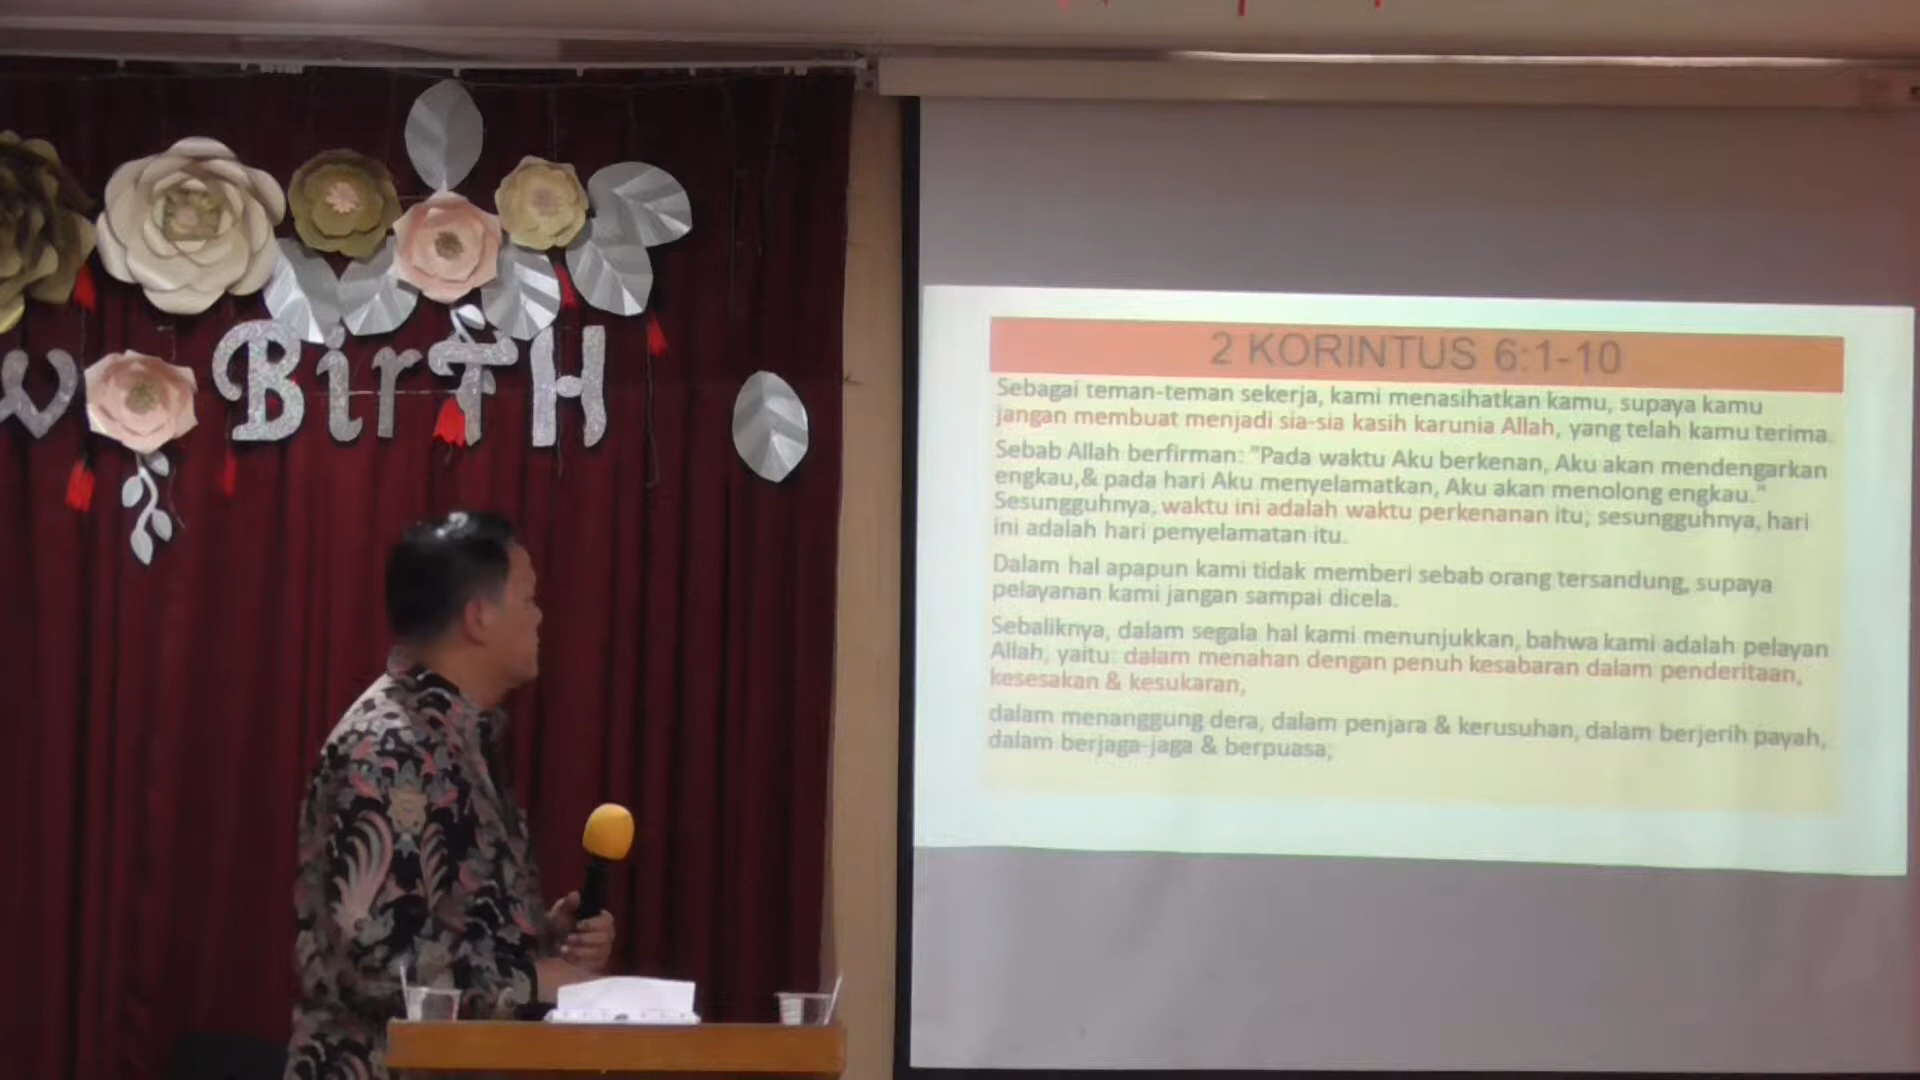 w BirTH
2 KORINTUS 6:1-10
Sebagai teman-teman sekerja, kami menasihatkan kamu, supaya kamu
jangan membuat menjadi sia-sia kasih karunia Allah, yang telah kamu terima.
Sebab Allah berfirman: "Pada waktu Aku berkenan, Aku akan mendengarkan
engkau,& pada hari Aku menyelamatkan, Aku akan menolong engkau."
Sesungguhnya, waktu ini adalah waktu perkenanan itu; sesungguhnya, hari
ini adalah hari penyelamatan itu.
Dalam hal apapun kami tidak memberi sebab orang tersandung, supaya
pelayanan kami jangan sampai dicela.
Sebaliknya, dalam segala hal kami menunjukkan, bahwa kami adalah pelayan
Allah, yaitu: dalam menahan dengan penuh kesabaran dalam penderitaan,
kesesakan & kesukaran,
dalam menanggung dera, dalam penjara & kerusuhan, dalam berjerih payah,
dalam berjaga-jaga & berpuasa;